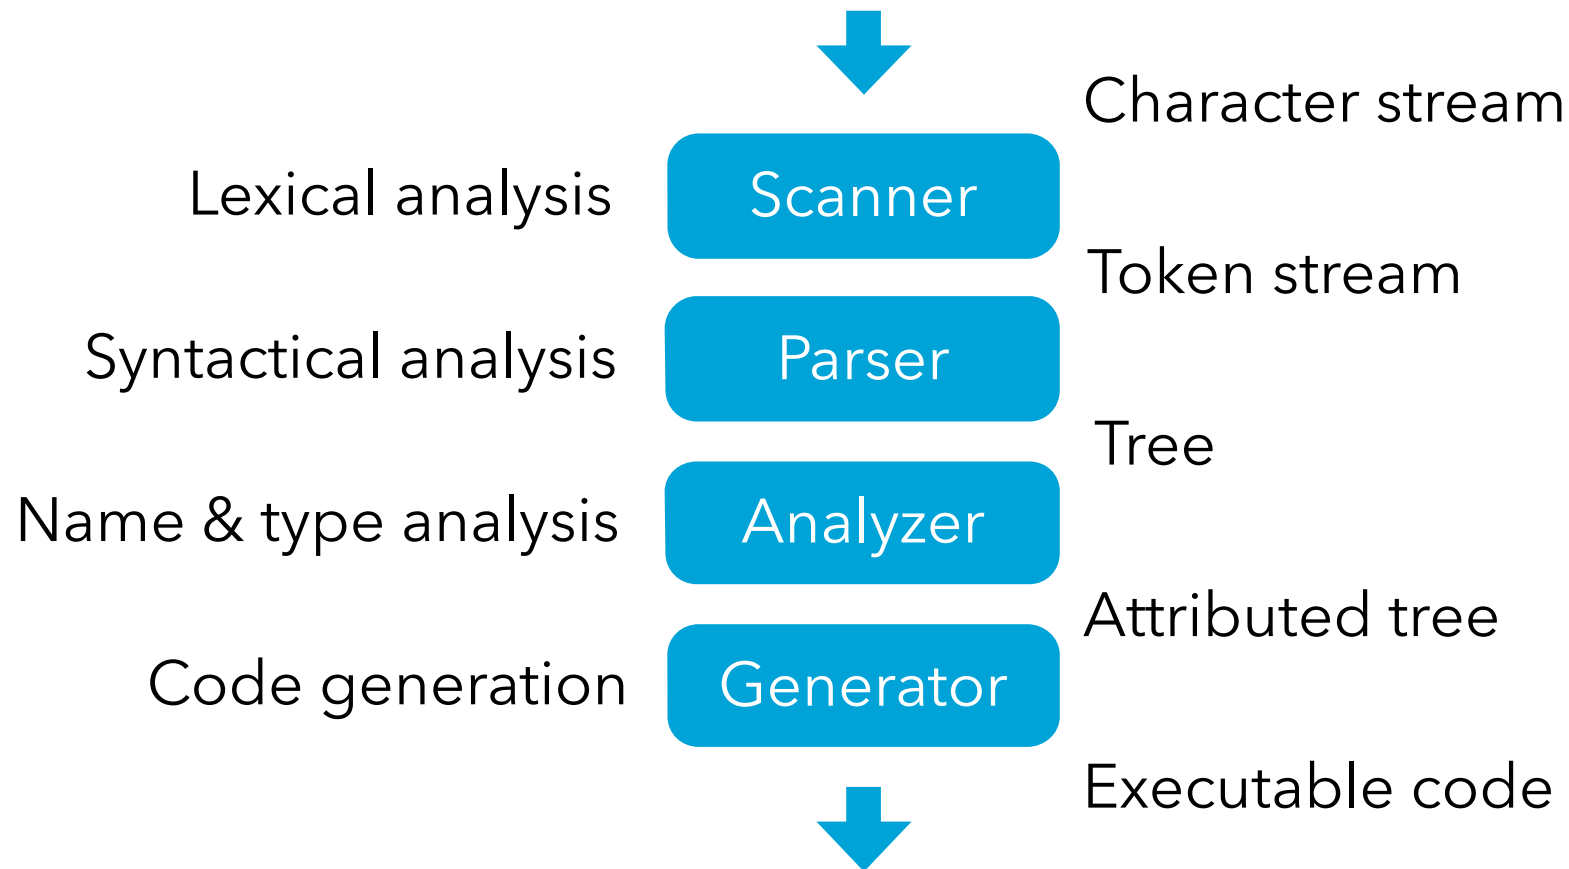 Character stream
Lexical analysis
Scanner
Token stream
Syntactical analysis
Parser
Tree
Name & type analysis
Analyzer
Attributed tree
Code generation
Generator
Executable code